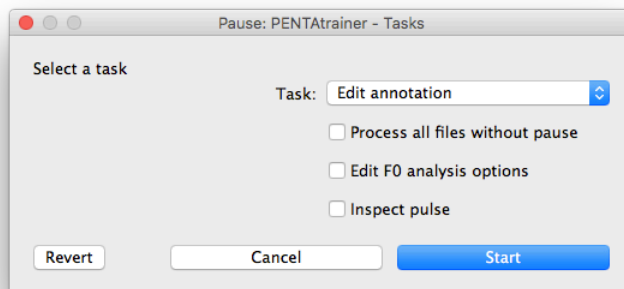 Pause: PENTAtrainer - Tasks
Select a task
Task: Edit annotation
Process all files without pause
Edit F0 analysis options
Inspect pulse
Revert Cancel Start